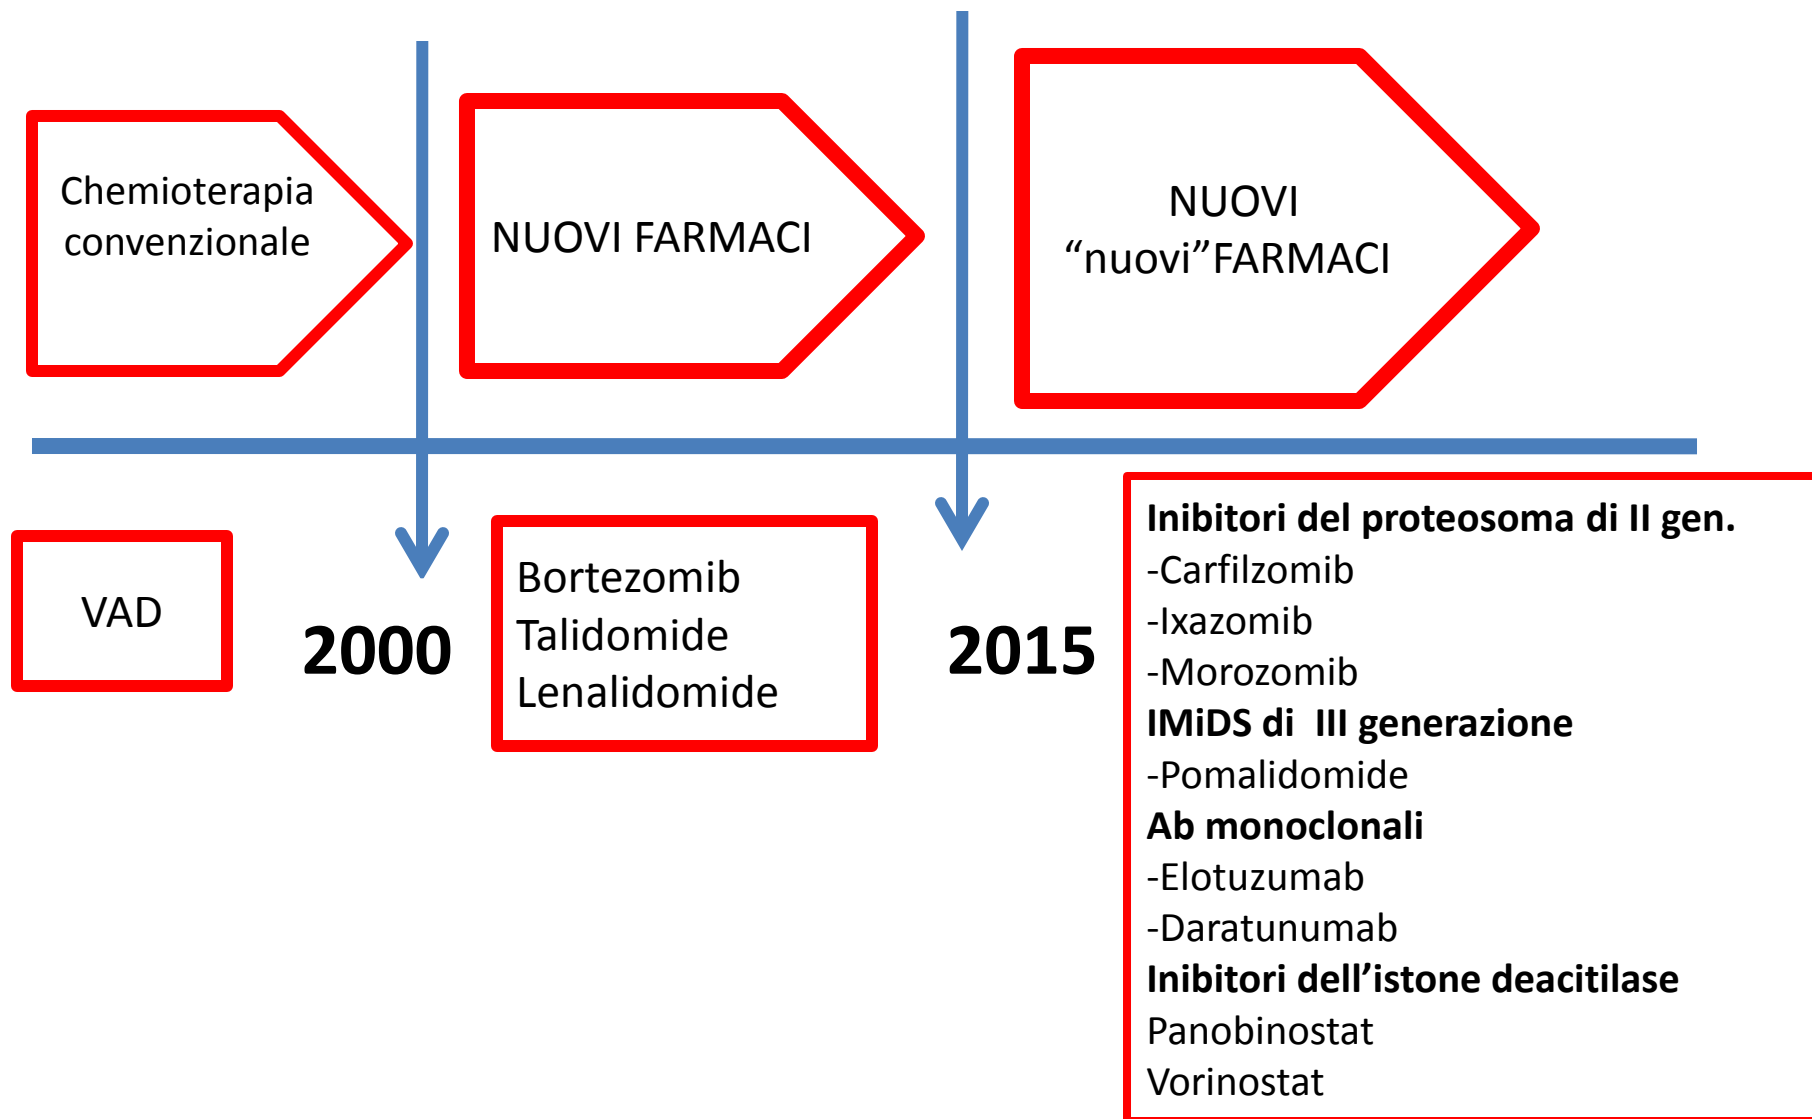 Chemioterapia
convenzionale
NUOVI FARMACI
NUOVI
“nuovi”FARMACI
VAD
2000
Bortezomib
Talidomide
Lenalidomide
2015
Inibitori del proteosoma di II gen.
-Carfilzomib
-Ixazomib
-Morozomib
IMiDS di  III generazione
-Pomalidomide
Ab monoclonali
-Elotuzumab
-Daratunumab
Inibitori dell’istone deacitilase
Panobinostat
Vorinostat